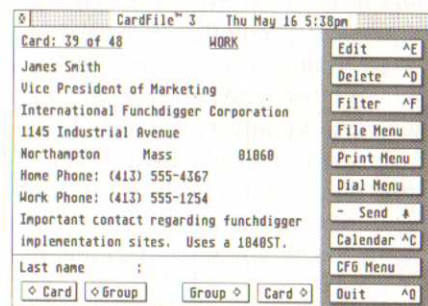 CardFile™ 3 Thu May 16 5:38pm
Card: 39 of 48 WORK
James Smith
Vice President of Marketing
International Funchdigger Corporation
1145 Industrial Avenue
Northampton Mass 01060
Home Phone: (413) 555-4367
Work Phone: (413) 555-1254
Important contact regarding funchdigger
implementation sites. Uses a 1040ST.
Last name :
◊ Card ◊ Group Group ◊ Card ◊
Edit ^E
Delete ^D
Filter ^F
File Menu
Print Menu
Dial Menu
- Send
Calendar ^C
CFG Menu
Quit ^Q